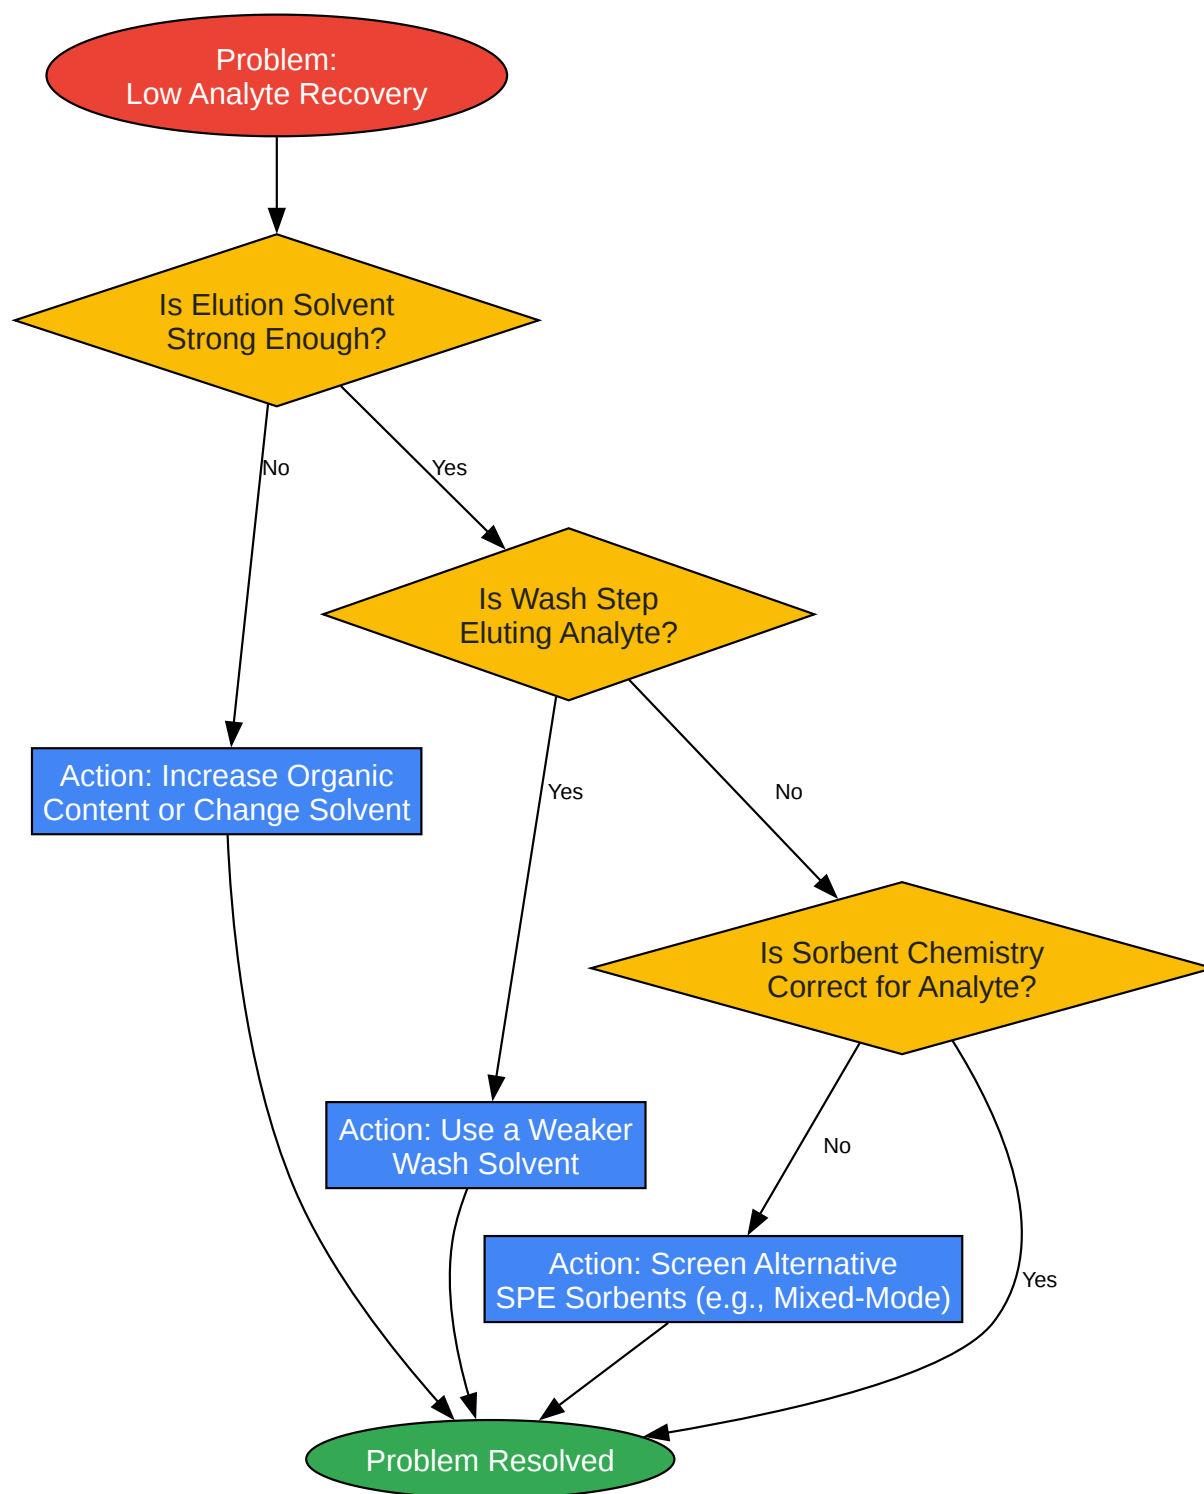 Problem:
Low Analyte Recovery
Is Elution Solvent
Strong Enough?
No
Yes
Is Wash Step
Eluting Analyte?
Action: Increase Organic
Content or Change Solvent
Yes
No
Is Sorbent Chemistry
Correct for Analyte?
Action: Use a Weaker
Wash Solvent
No
Action: Screen Alternative
SPE Sorbents (e.g., Mixed-Mode)
Yes
Problem Resolved